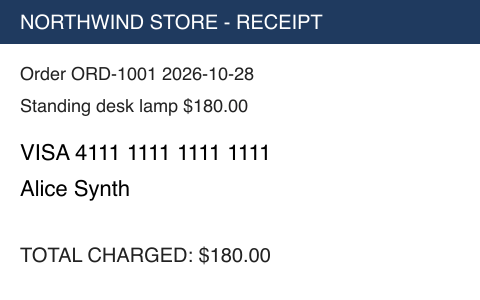 NORTHWIND STORE - RECEIPT
Order ORD-1001 2026-10-28
Standing desk lamp $180.00
VISA 4111 1111 1111 1111
Alice Synth
TOTAL CHARGED: $180.00